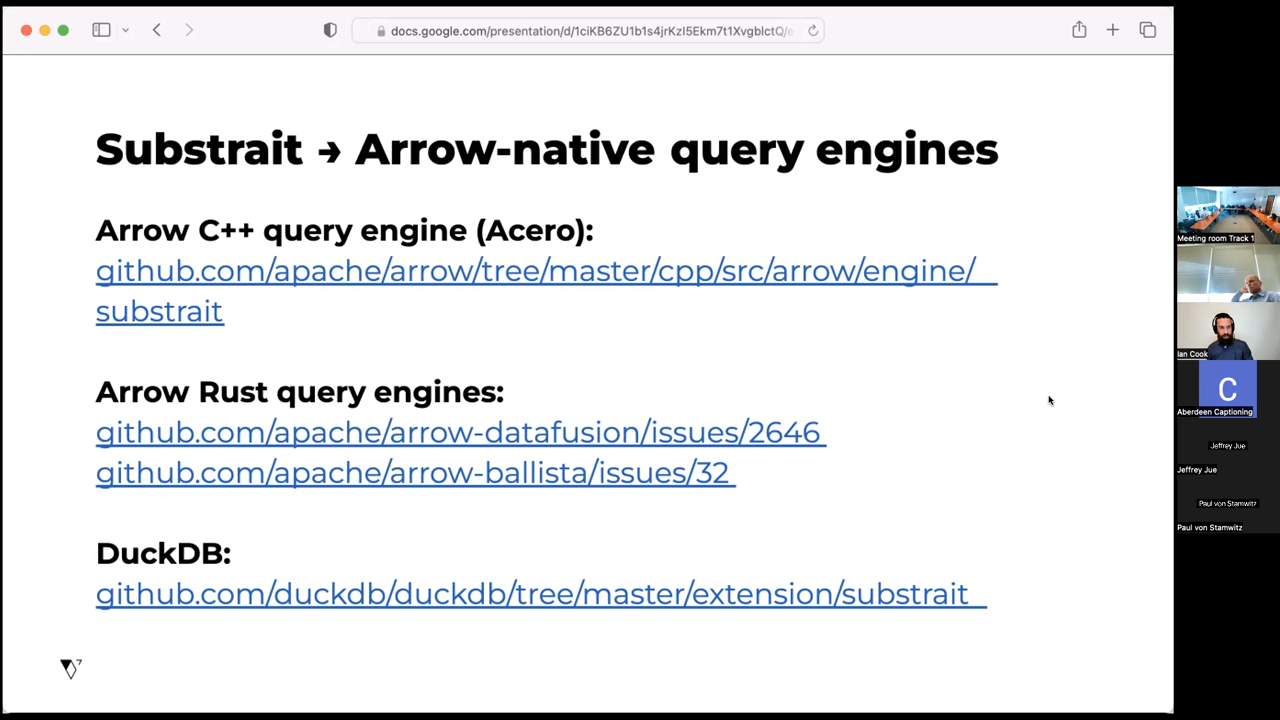 docs.google.com/presentation/d/1ciKB6ZU1b1s4jrKzI5Ekm7t1XvgblctQ/e
Substrait → Arrow-native query engines
Arrow C++ query engine (Acero):
github.com/apache/arrow/tree/master/cpp/src/arrow/engine/
substrait
Arrow Rust query engines:
github.com/apache/arrow-datafusion/issues/2646
github.com/apache/arrow-ballista/issues/32
DuckDB:
github.com/duckdb/duckdb/tree/master/extension/substrait
7
Meeting room Track 1
Ian Cook
C
Aberdeen Captioning
Jeffrey Jue
Jeffrey Jue
Paul von Stamwitz
Paul von Stamwitz